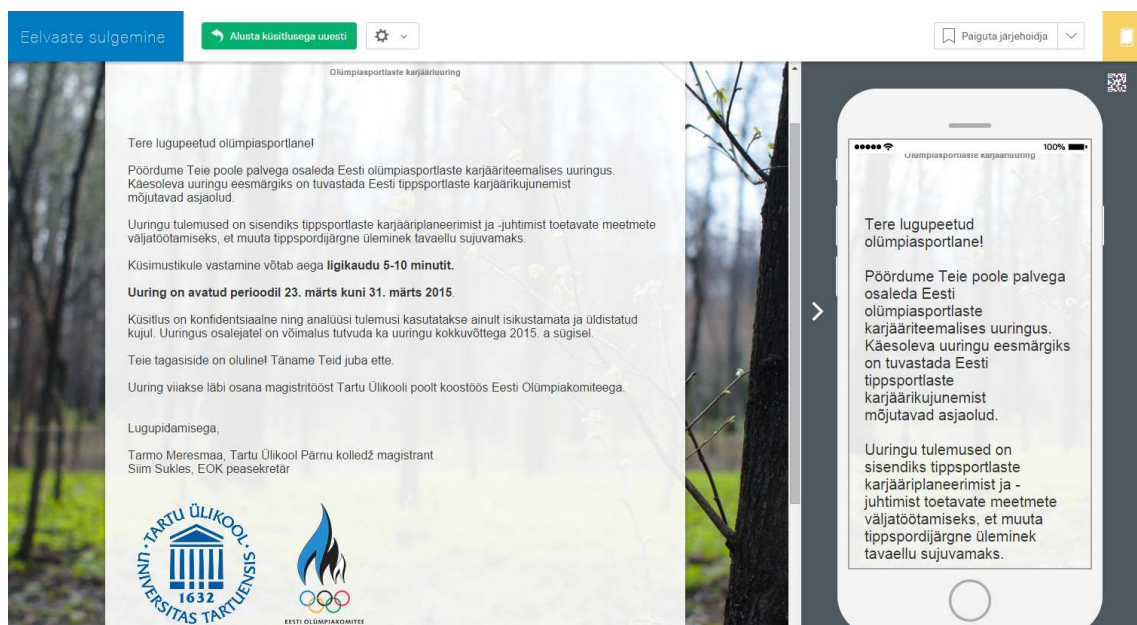 Eelvaate sulgemine
Alusta küsitlusega uuesti
Paiguta järjehoidja
Olümpiasportlaste karjääriuuring
Tere lugupeetud olümpiasportlane!
Pöördume Teie poole palvega osaleda Eesti olümpiasportlaste karjääriteemalises uuringus.
Käesoleva uuringu eesmärgiks on tuvastada Eesti tippsportlaste karjäärikujunemist
mõjutavad asjaolud.
Uuringu tulemused on sisendiks tippsportlaste karjääriplaneerimist ja -juhtimist toetavate meetmete
väljatöötamiseks, et muuta tippspordijärgne üleminek tavaellu sujuvamaks.
Küsimustikule vastamine võtab aega ligikaudu 5-10 minutit.
Uuring on avatud perioodil 23. märts kuni 31. märts 2015.
Küsitlus on konfidentsiaalne ning analüüsi tulemusi kasutatakse ainult isikustamata ja üldistatud
kujul. Uuringus osalejatel on võimalus tutvuda ka uuringu kokkuvõttega 2015. a sügisel.
Teie tagasiside on oluline! Täname Teid juba ette.
Uuring viiakse läbi osana magistritööst Tartu Ülikooli poolt koostöös Eesti Olümpiakomiteega.
Lugupidamisega,
Tarmo Meresmaa, Tartu Ülikool Pärnu kolledž magistrant
Siim Sukles, EOK peasekretär
TARTU ÜLIKOOL
UNIVERSITAS TARTUENSIS
1632
EESTI OLÜMPIAKOMITEE
100%
Olümpiasportlaste karjääriuuring
Tere lugupeetud
olümpiasportlane!
Pöördume Teie poole palvega
osaleda Eesti
olümpiasportlaste
karjääriteemalises uuringus.
Käesoleva uuringu eesmärgiks
on tuvastada Eesti
tippsportlaste
karjäärikujunemist
mõjutavad asjaolud.
Uuringu tulemused on
sisendiks tippsportlaste
karjääriplaneerimist ja -
juhtimist toetavate meetmete
väljatöötamiseks, et muuta
tippspordijärgne üleminek
tavaellu sujuvamaks.